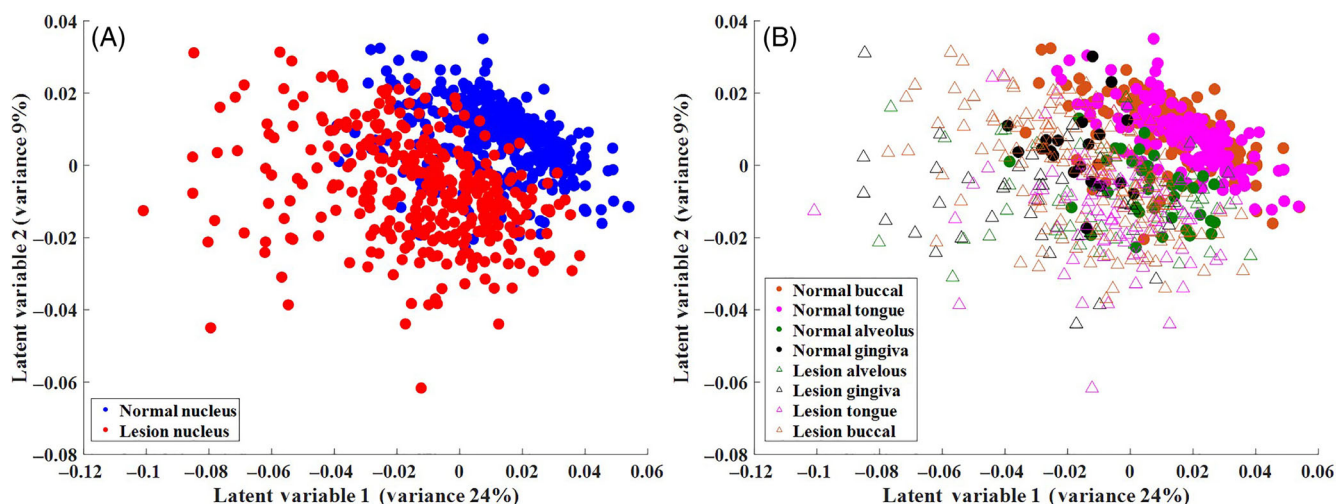 (A)
0.04
0.02
0
−0.02
−0.04
−0.06
−0.08
−0.12
−0.1
−0.08
−0.06
−0.04
−0.02
0
0.02
0.04
0.06
Latent variable 2 (variance 9%)
Latent variable 1 (variance 24%)
Normal nucleus
Lesion nucleus
(B)
0.04
0.02
0
−0.02
−0.04
−0.06
−0.08
−0.12
−0.1
−0.08
−0.06
−0.04
−0.02
0
0.02
0.04
0.06
Latent variable 2 (variance 9%)
Latent variable 1 (variance 24%)
Normal buccal
Normal tongue
Normal alveolus
Normal gingiva
Lesion alvelous
Lesion gingiva
Lesion tongue
Lesion buccal